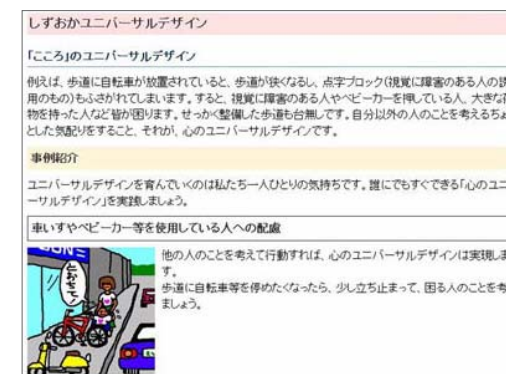 しずおかユニバーサルデザイン
「こころ」のユニバーサルデザイン
例えば、歩道に自転車が放置されていると、歩道が狭くなるし、点字ブロック(視覚に障害のある人の誘
用のもの)もふさがれてしまいます。すると、視覚に障害のある人やベビーカーを押している人、大きな荷
物を持った人など皆が困ります。せっかく整備した歩道も台無しです。自分以外の人のことを考えるちょ
とした気配りをすること、それが、心のユニバーサルデザインです。
事例紹介
ユニバーサルデザインを育んでいくのは私たち一人ひとりの気持ちです。誰にでもすぐできる「心のユニ
ーサルデザイン」を実践しましょう。
車いすやベビーカー等を使用している人への配慮
他の人のことを考えて行動すれば、心のユニバーサルデザインは実現しま
す。
歩道に自転車等を停めたくなったら、少し立ち止まって、困る人のことを考
ましょう。
とおれて!